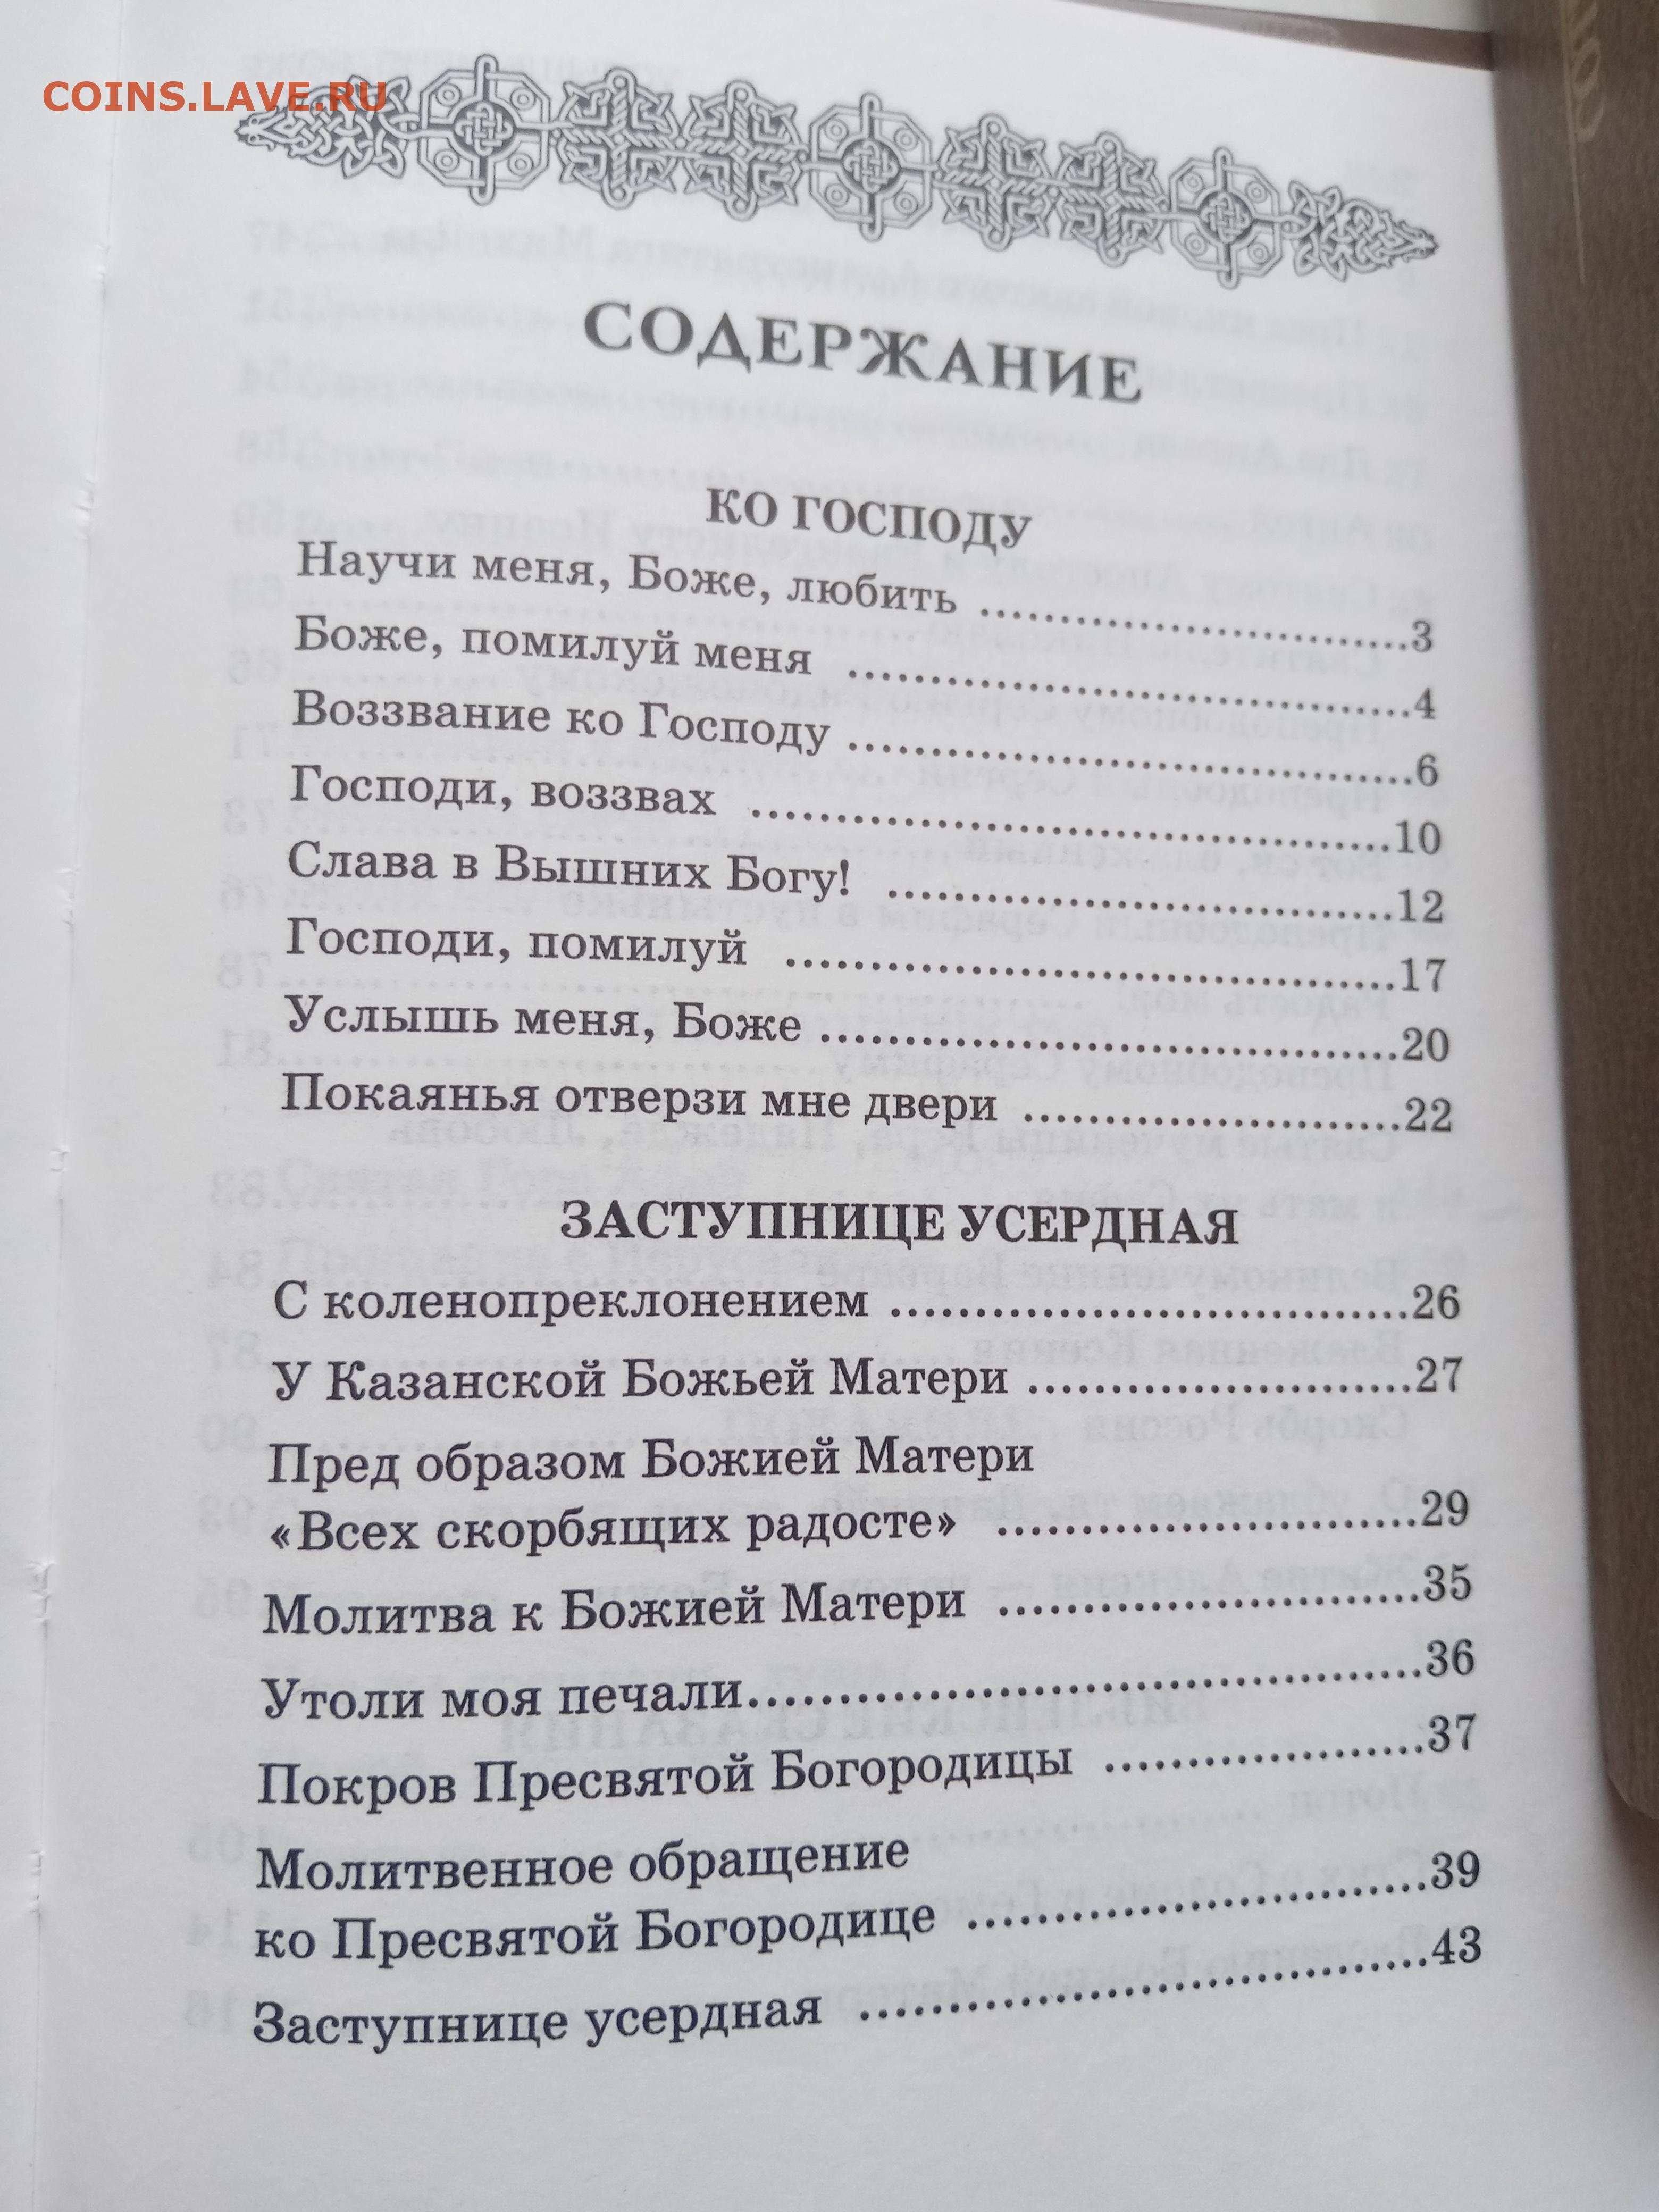 COINS.LAVE.RU
СОДЕРЖАНИЕ
КО ГОСПОДУ
Научи меня, Боже, любить ..............................3
Боже, помилуй меня ..............................4
Воззвание ко Господу ..............................6
Господи, воззвах ..............................10
Слава в Вышних Богу! ..............................12
Господи, помилуй ..............................17
Услышь меня, Боже ..............................20
Покаянья отверзи мне двери ..............................22
ЗАСТУПНИЦЕ УСЕРДНАЯ
С коленопреклонением ..............................26
У Казанской Божьей Матери ..............................27
Пред образом Божией Матери
«Всех скорбящих радосте» ..............................29
Молитва к Божией Матери ..............................35
Утоли моя печали..............................36
Покров Пресвятой Богородицы ..............................37
Молитвенное обращение
ко Пресвятой Богородице ..............................39
Заступнице усердная ..............................43